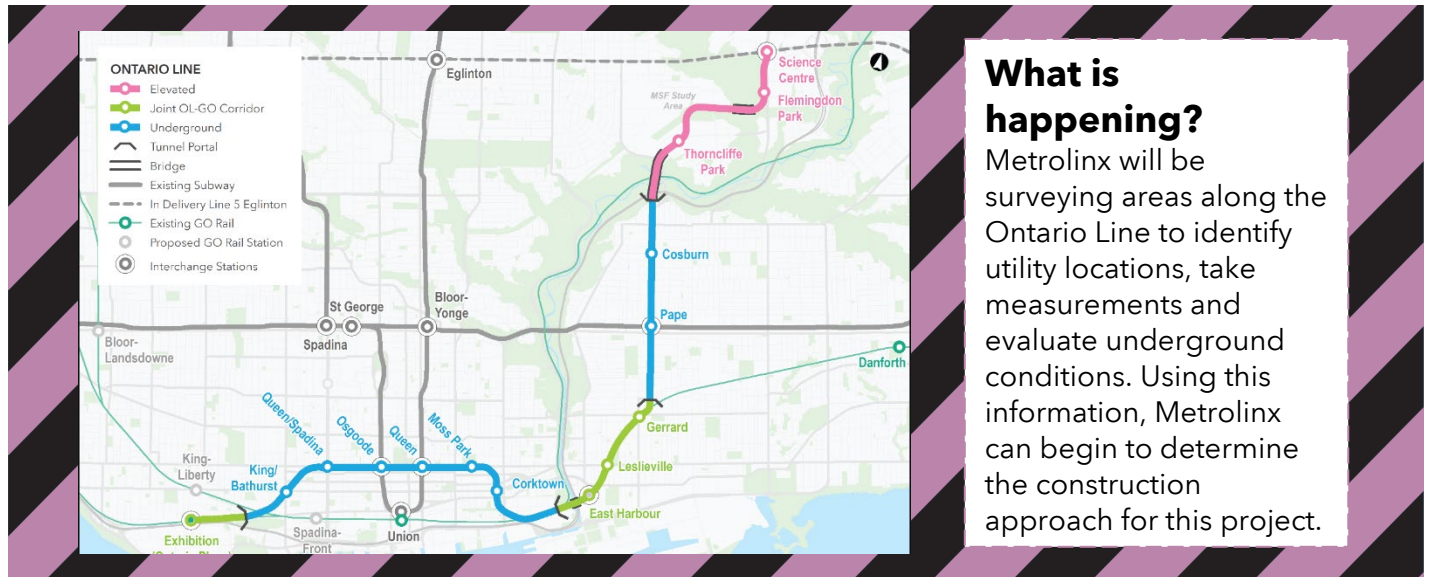 ONTARIO LINE
Elevated
Joint OL-GO Corridor
Underground
Tunnel Portal
Bridge
Existing Subway
In Delivery Line 5 Eglinton
Existing GO Rail
Proposed GO Rail Station
Interchange Stations
Eglinton
Science
Centre
MSF Study
Area
Flemingdon
Park
Thorncliffe
Park
Cosburn
St George
Bloor-
Yonge
Pape
Spadina
Bloor-
Landsdowne
Danforth
Queen/Spadina
Osgoode
Queen
Moss Park
Gerrard
King-
Liberty
King/
Bathurst
Leslieville
Corktown
East Harbour
Exhibition
Spadina-
Front
Union
What is
happening?
Metrolinx will be
surveying areas along the
Ontario Line to identify
utility locations, take
measurements and
evaluate underground
conditions. Using this
information, Metrolinx
can begin to determine
the construction
approach for this project.